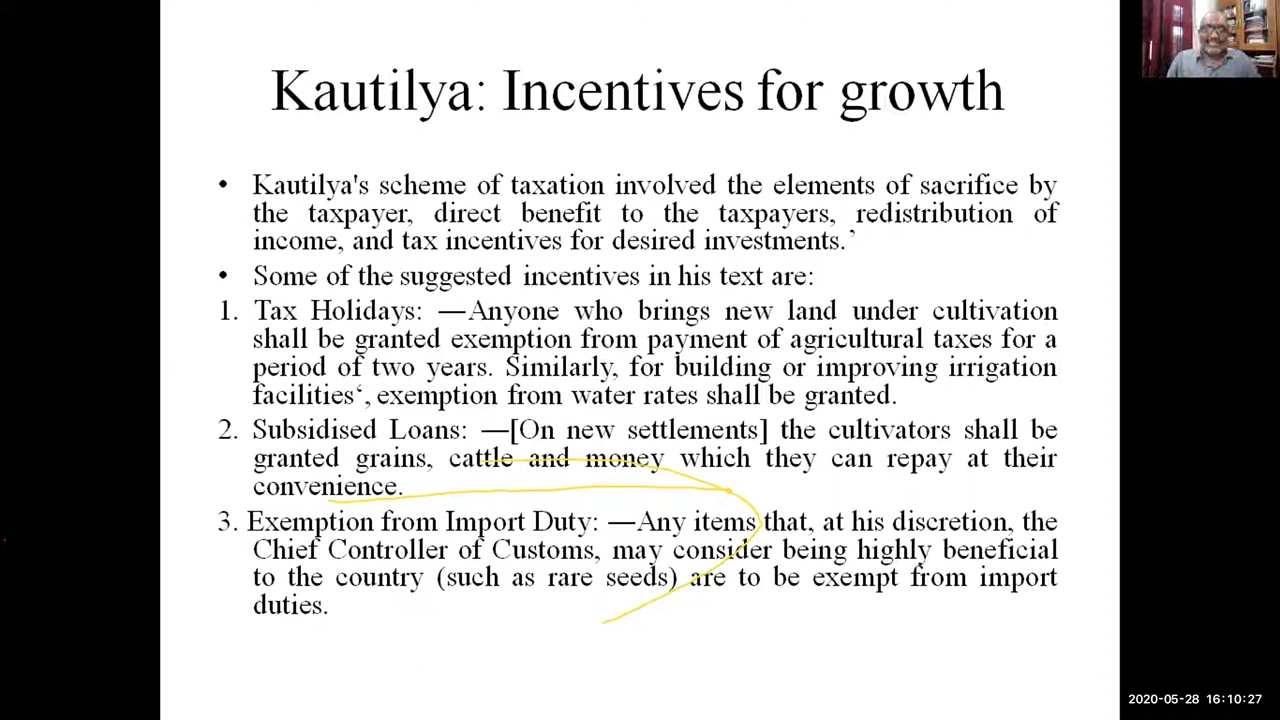 Kautilya: Incentives for growth
• Kautilya's scheme of taxation involved the elements of sacrifice by
the taxpayer, direct benefit to the taxpayers, redistribution of
income, and tax incentives for desired investments.’
• Some of the suggested incentives in his text are:
1. Tax Holidays: ―Anyone who brings new land under cultivation
shall be granted exemption from payment of agricultural taxes for a
period of two years. Similarly, for building or improving irrigation
facilities‘, exemption from water rates shall be granted.
2. Subsidised Loans: ―[On new settlements] the cultivators shall be
granted grains, cattle and money which they can repay at their
convenience.
3. Exemption from Import Duty: ―Any items that, at his discretion, the
Chief Controller of Customs, may consider being highly beneficial
to the country (such as rare seeds) are to be exempt from import
duties.
2020-05-28 16:10:27